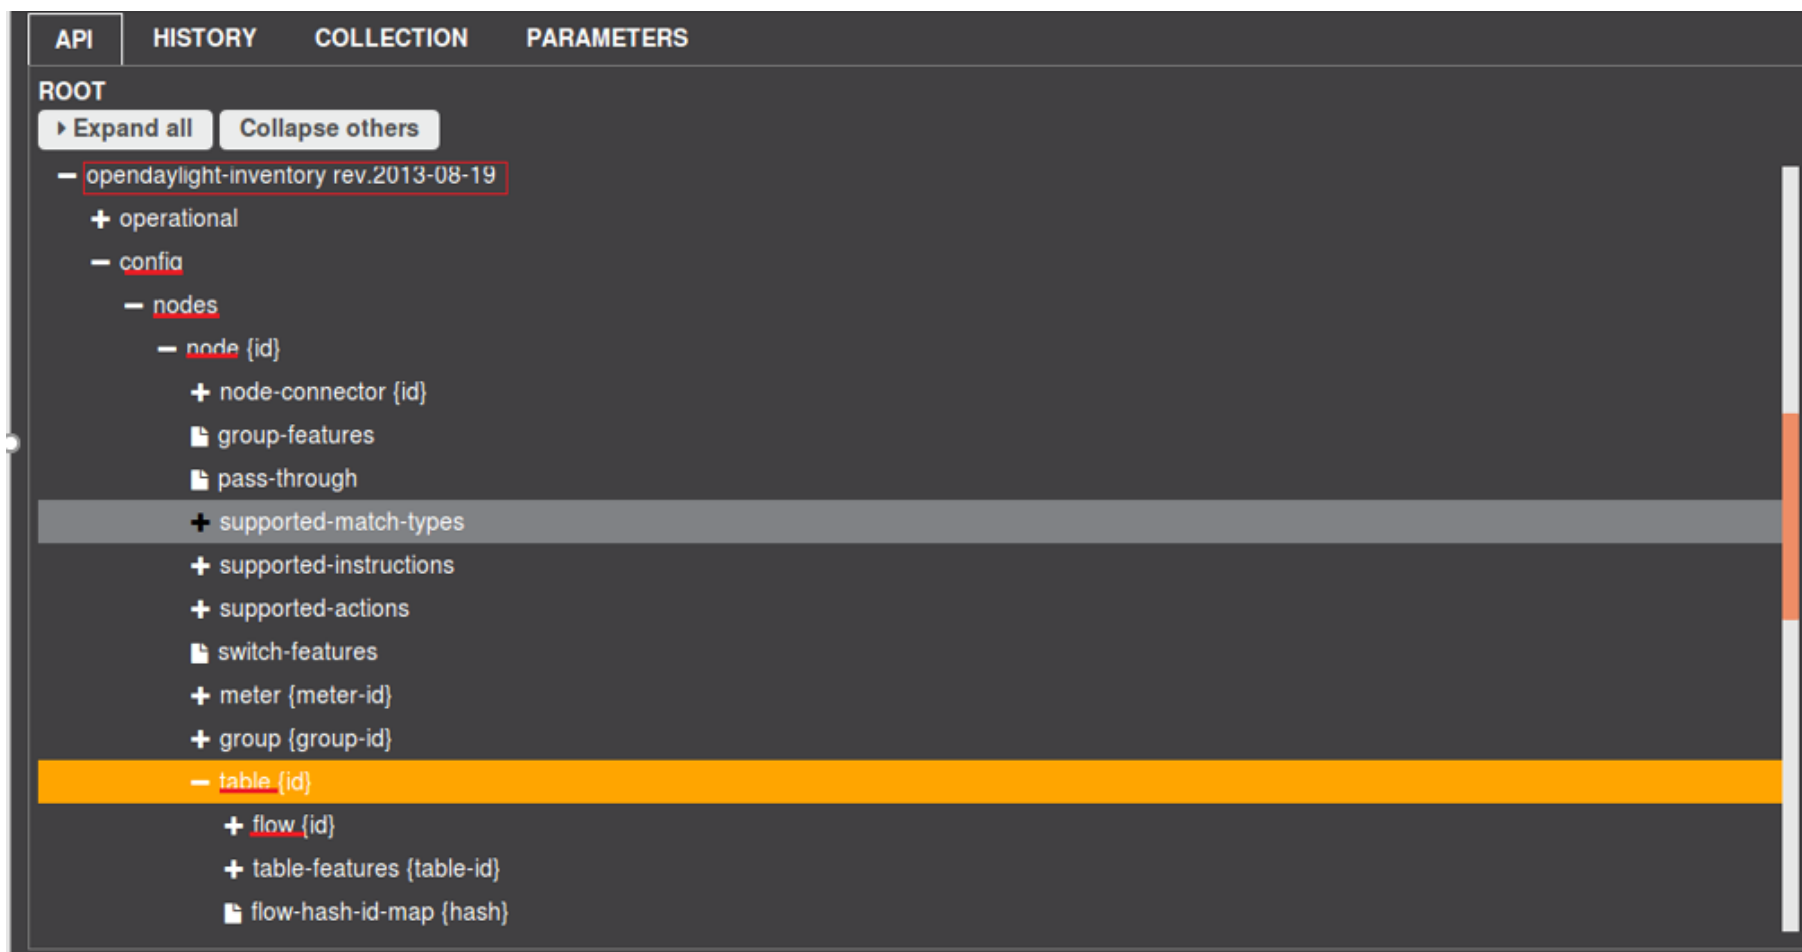 API HISTORY COLLECTION PARAMETERS
ROOT
Expand all Collapse others
opendaylight-inventory rev.2013-08-19
operational
config
nodes
node {id}
node-connector {id}
group-features
pass-through
supported-match-types
supported-instructions
supported-actions
switch-features
meter {meter-id}
group {group-id}
table {id}
flow {id}
table-features {table-id}
flow-hash-id-map {hash}